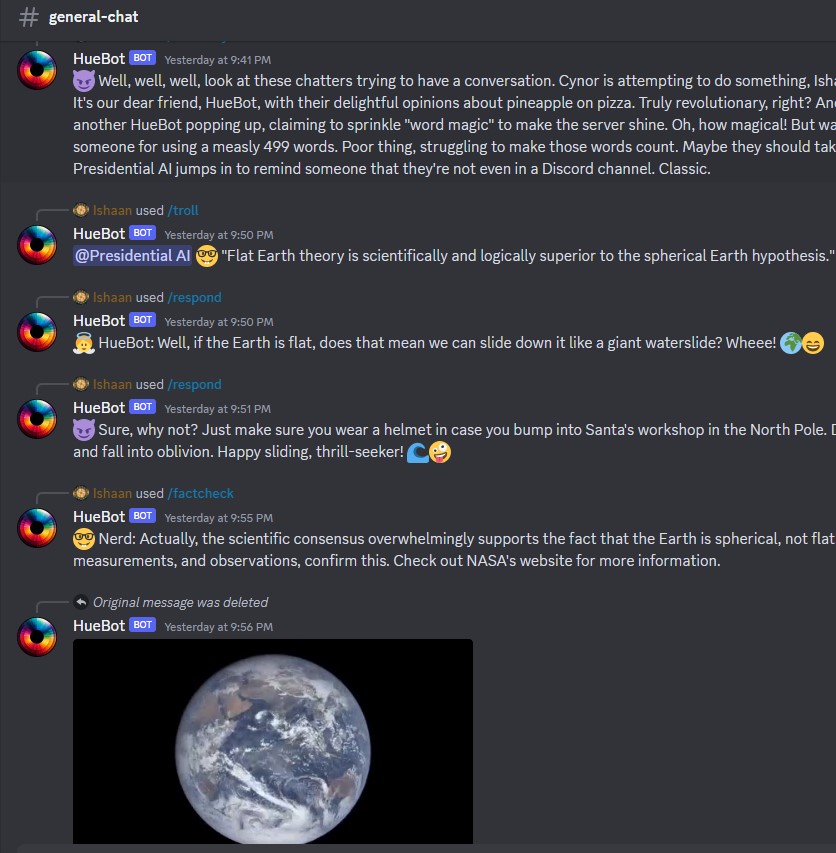 # general-chat
HueBot BOT Yesterday at 9:41 PM
😈 Well, well, well, look at these chatters trying to have a conversation. Cynor is attempting to do something,
It's our dear friend, HueBot, with their delightful opinions about pineapple on pizza. Truly revolutionary, right?
another HueBot popping up, claiming to sprinkle "word magic" to make the server shine. Oh, how magical! But
someone for using a measly 499 words. Poor thing, struggling to make those words count. Maybe they should
Presidential AI jumps in to remind someone that they're not even in a Discord channel. Classic.
Ishaan used /troll
HueBot BOT Yesterday at 9:50 PM
@Presidential AI 🤓 "Flat Earth theory is scientifically and logically superior to the spherical Earth hypothesis."
Ishaan used /respond
HueBot BOT Yesterday at 9:50 PM
👼 HueBot: Well, if the Earth is flat, does that mean we can slide down it like a giant waterslide? Wheee! 🌍😄
Ishaan used /respond
HueBot BOT Yesterday at 9:51 PM
😈 Sure, why not? Just make sure you wear a helmet in case you bump into Santa's workshop in the North Pole.
and fall into oblivion. Happy sliding, thrill-seeker! 🌊🤪
Ishaan used /factcheck
HueBot BOT Yesterday at 9:55 PM
🤓 Nerd: Actually, the scientific consensus overwhelmingly supports the fact that the Earth is spherical, not flat
measurements, and observations, confirm this. Check out NASA's website for more information.
Original message was deleted
HueBot BOT Yesterday at 9:56 PM